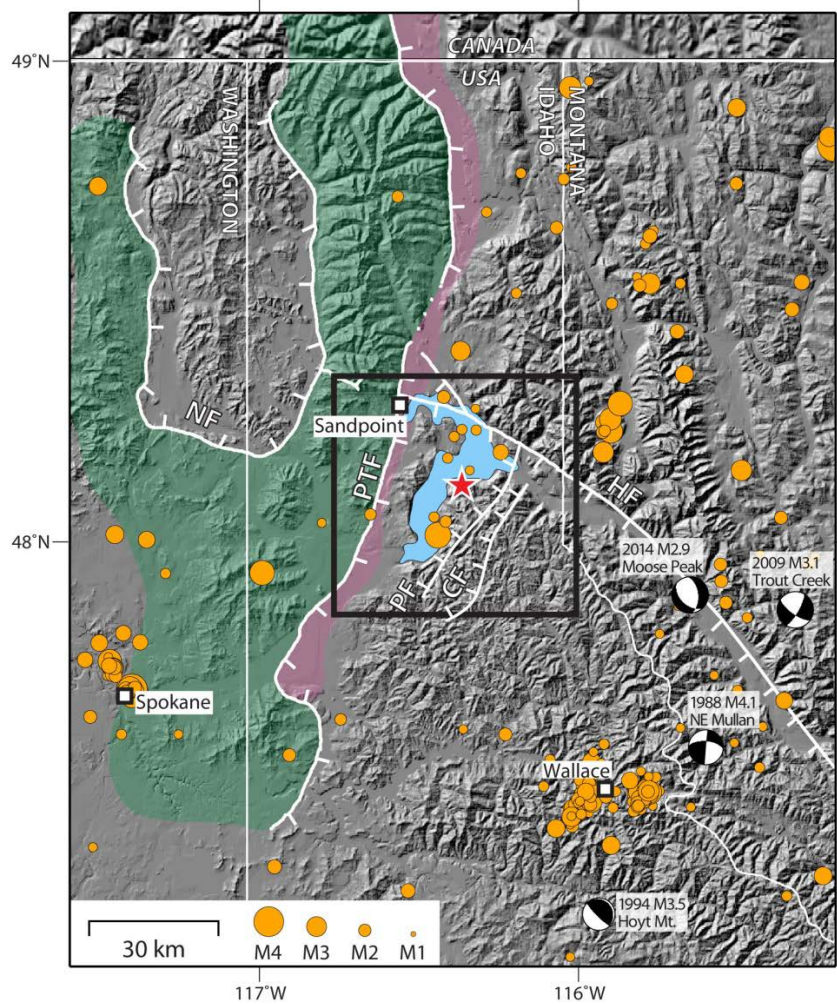 CANADA
USA
49°N
WASHINGTON
IDAHO
MONTANA
NF
Sandpoint
PTF
HF
48°N
PF
CF
2014 M2.9
Moose Peak
2009 M3.1
Trout Creek
Spokane
1988 M4.1
NE Mullan
Wallace
1994 M3.5
Hoyt Mt.
30 km
M4 M3 M2 M1
117°W
116°W